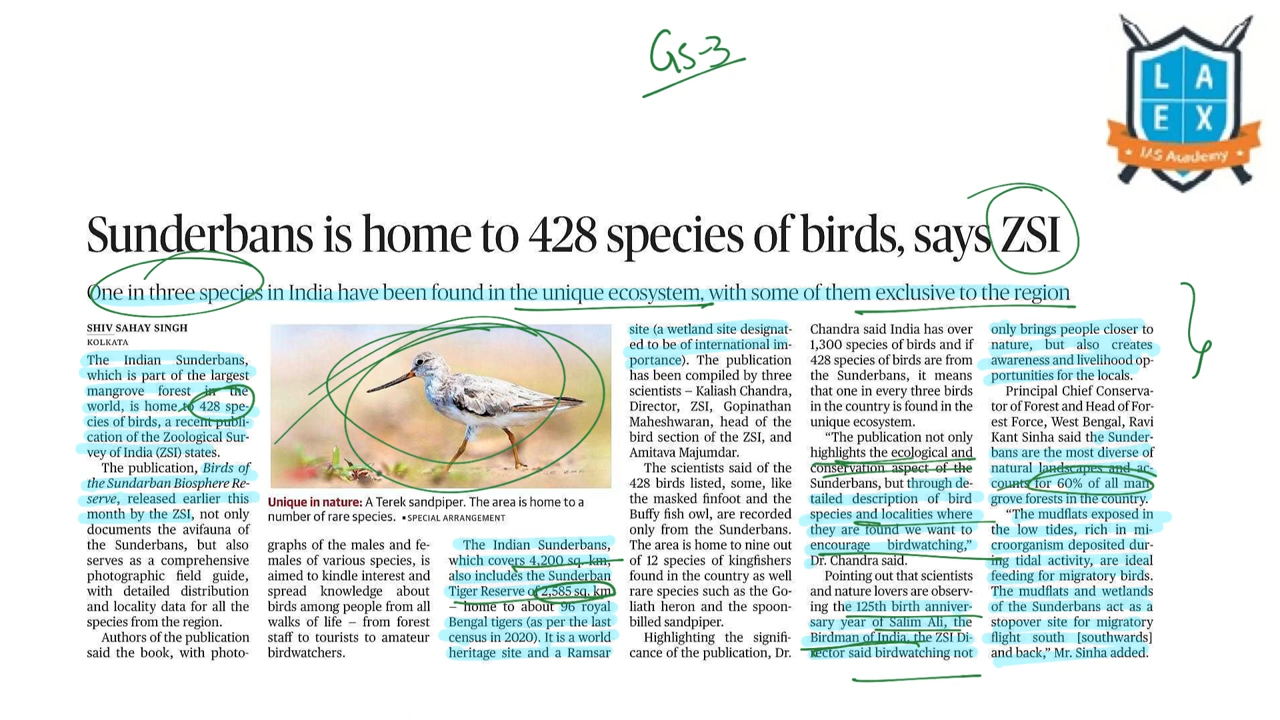 GS-3
L A
E X
IAS Academy
Sunderbans is home to 428 species of birds, says ZSI
One in three species in India have been found in the unique ecosystem, with some of them exclusive to the region
SHIV SAHAY SINGH
KOLKATA
The Indian Sunderbans,
which is part of the largest
mangrove forest in the
world, is home to 428 spe-
cies of birds, a recent publi-
cation of the Zoological Sur-
vey of India (ZSI) states.
The publication, Birds of
the Sundarban Biosphere Re-
serve, released earlier this
month by the ZSI, not only
documents the avifauna of
the Sunderbans, but also
serves as a comprehensive
photographic field guide,
with detailed distribution
and locality data for all the
species from the region.
Authors of the publication
said the book, with photo-
Unique in nature: A Terek sandpiper. The area is home to a
number of rare species. ▪SPECIAL ARRANGEMENT
graphs of the males and fe-
males of various species, is
aimed to kindle interest and
spread knowledge about
birds among people from all
walks of life – from forest
staff to tourists to amateur
birdwatchers.
The Indian Sunderbans,
which covers 4,200 sq. km,
also includes the Sunderban
Tiger Reserve of 2,585 sq. km
– home to about 96 royal
Bengal tigers (as per the last
census in 2020). It is a world
heritage site and a Ramsar
site (a wetland site designat-
ed to be of international im-
portance). The publication
has been compiled by three
scientists – Kaliash Chandra,
Director, ZSI, Gopinathan
Maheshwaran, head of the
bird section of the ZSI, and
Amitava Majumdar.
The scientists said of the
428 birds listed, some, like
the masked finfoot and the
Buffy fish owl, are recorded
only from the Sunderbans.
The area is home to nine out
of 12 species of kingfishers
found in the country as well
rare species such as the Go-
liath heron and the spoon-
billed sandpiper.
Highlighting the signifi-
cance of the publication, Dr.
Chandra said India has over
1,300 species of birds and if
428 species of birds are from
the Sunderbans, it means
that one in every three birds
in the country is found in the
unique ecosystem.
“The publication not only
highlights the ecological and
conservation aspect of the
Sunderbans, but through de-
tailed description of bird
species and localities where
they are found we want to
encourage birdwatching,”
Dr. Chandra said.
Pointing out that scientists
and nature lovers are observ-
ing the 125th birth anniver-
sary year of Salim Ali, the
Birdman of India, the ZSI Di-
rector said birdwatching not
only brings people closer to
nature, but also creates
awareness and livelihood op-
portunities for the locals.
Principal Chief Conserva-
tor of Forest and Head of For-
est Force, West Bengal, Ravi
Kant Sinha said the Sunder-
bans are the most diverse of
natural landscapes and ac-
counts for 60% of all man-
grove forests in the country.
“The mudflats exposed in
the low tides, rich in mi-
croorganism deposited dur-
ing tidal activity, are ideal
feeding for migratory birds.
The mudflats and wetlands
of the Sunderbans act as a
stopover site for migratory
flight south [southwards]
and back,” Mr. Sinha added.